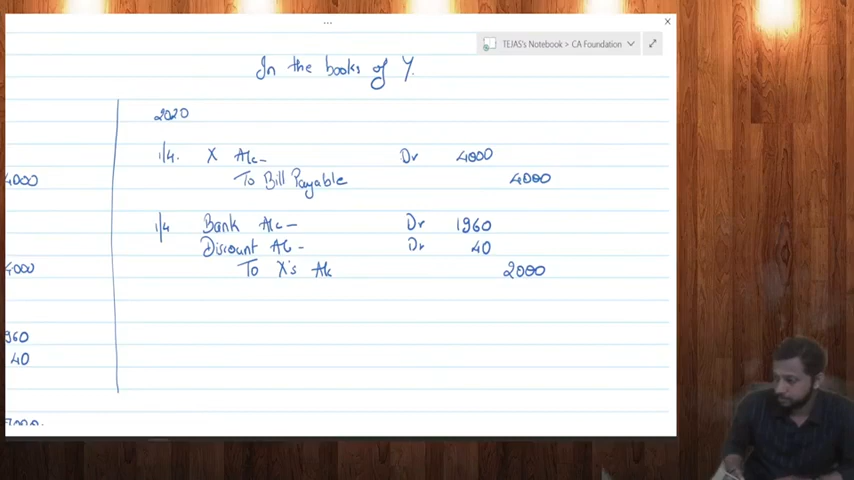 TEJAS's Notebook > CA Foundation
In the books of Y.
2020
1/4. X A/c- Dr 4000
4000
To Bill Payable 4000
1/4 Bank A/c- Dr 1960
Discount A/c- Dr 40
4000
To X's A/c 2000
960
40